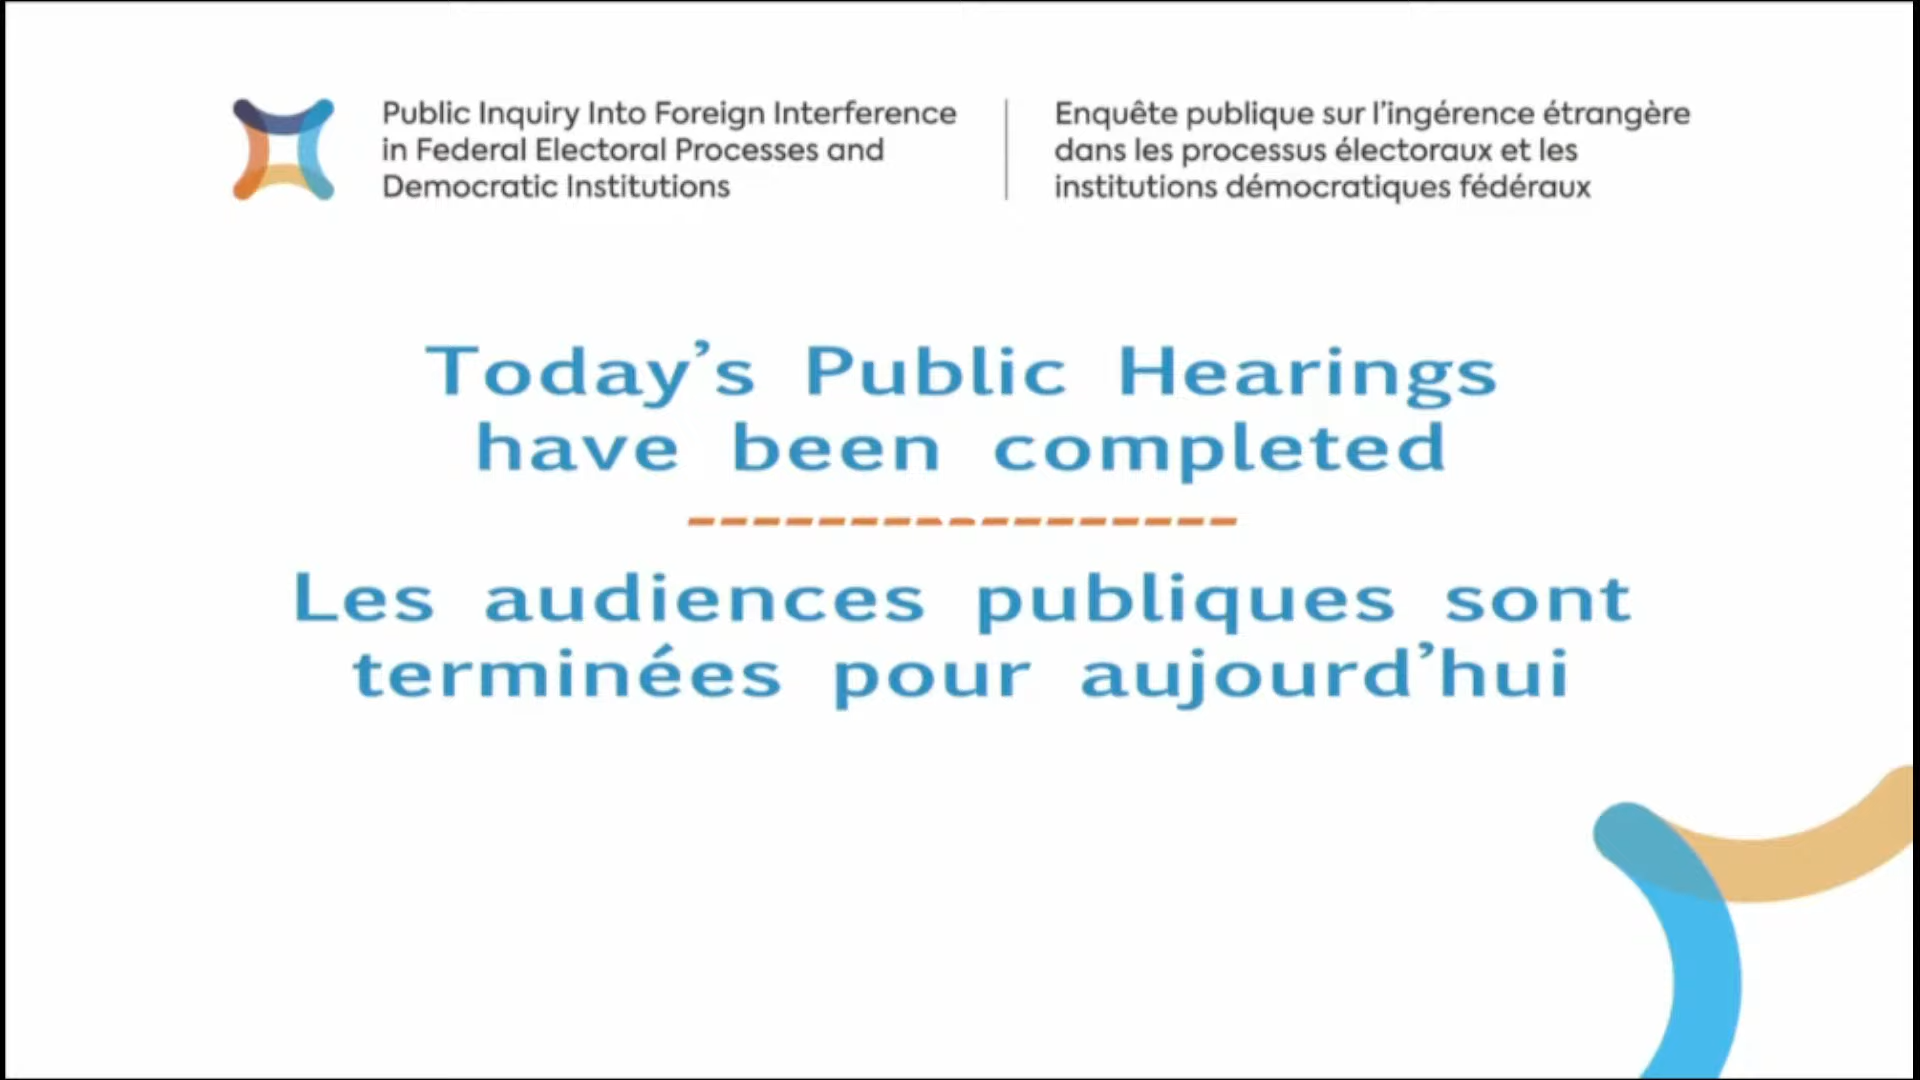 Public Inquiry Into Foreign Interference
in Federal Electoral Processes and
Democratic Institutions
Enquête publique sur l'ingérence étrangère
dans les processus électoraux et les
institutions démocratiques fédéraux
Today's Public Hearings
have been completed
Les audiences publiques sont
terminées pour aujourd'hui